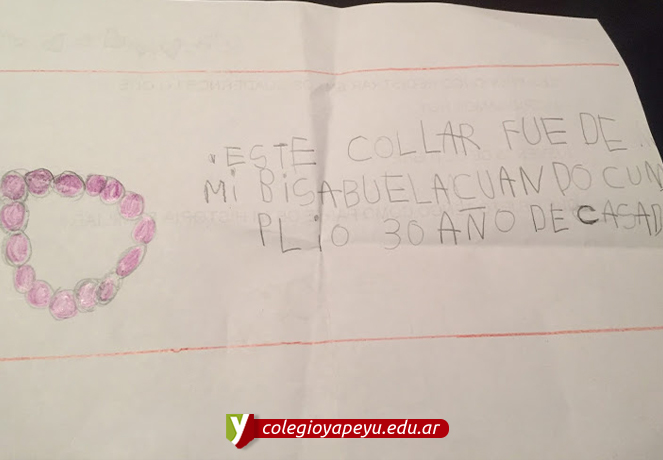 .ESTE COLLAR FUE DE
MI BISABUELA CUANDO CUM
PLIO 30 AÑO DE CASAD
colegioyapeyu.edu.ar